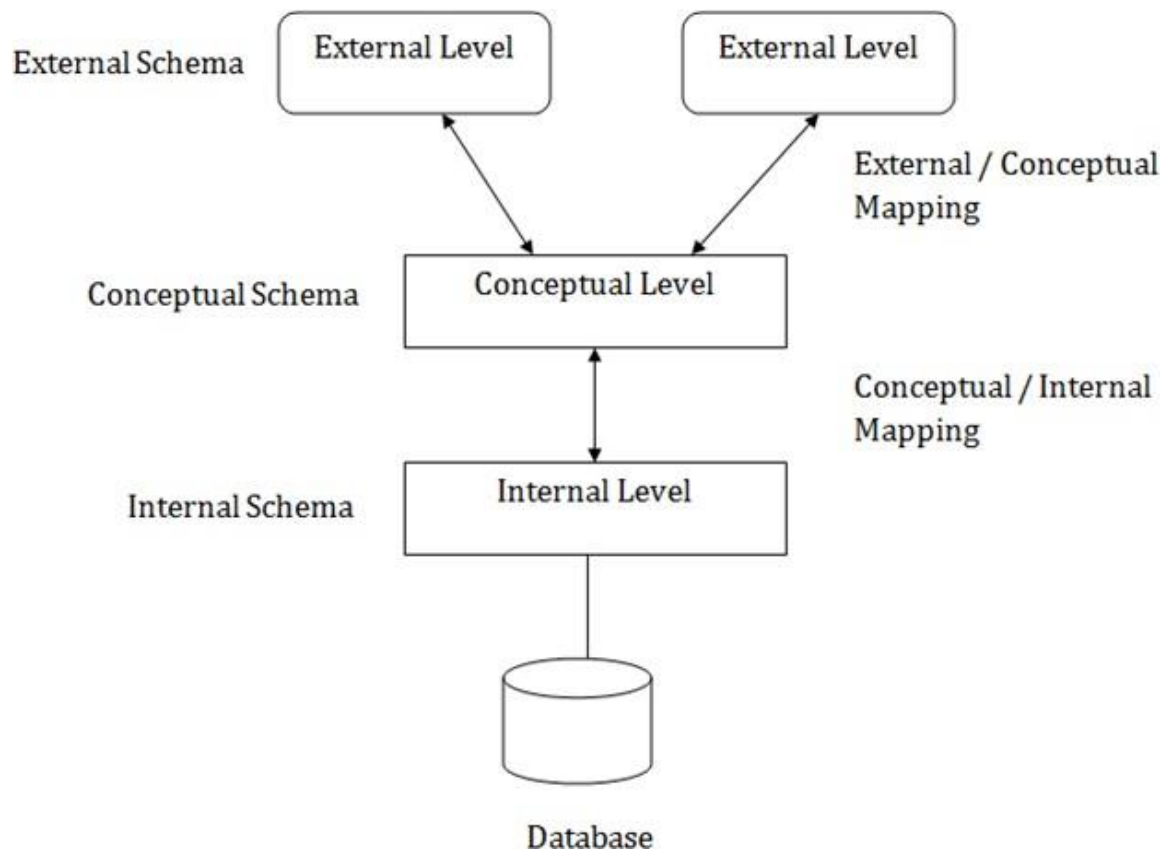 External Level
External Level
External Schema
External / Conceptual
Mapping
Conceptual Level
Conceptual Schema
Conceptual / Internal
Mapping
Internal Level
Internal Schema
Database